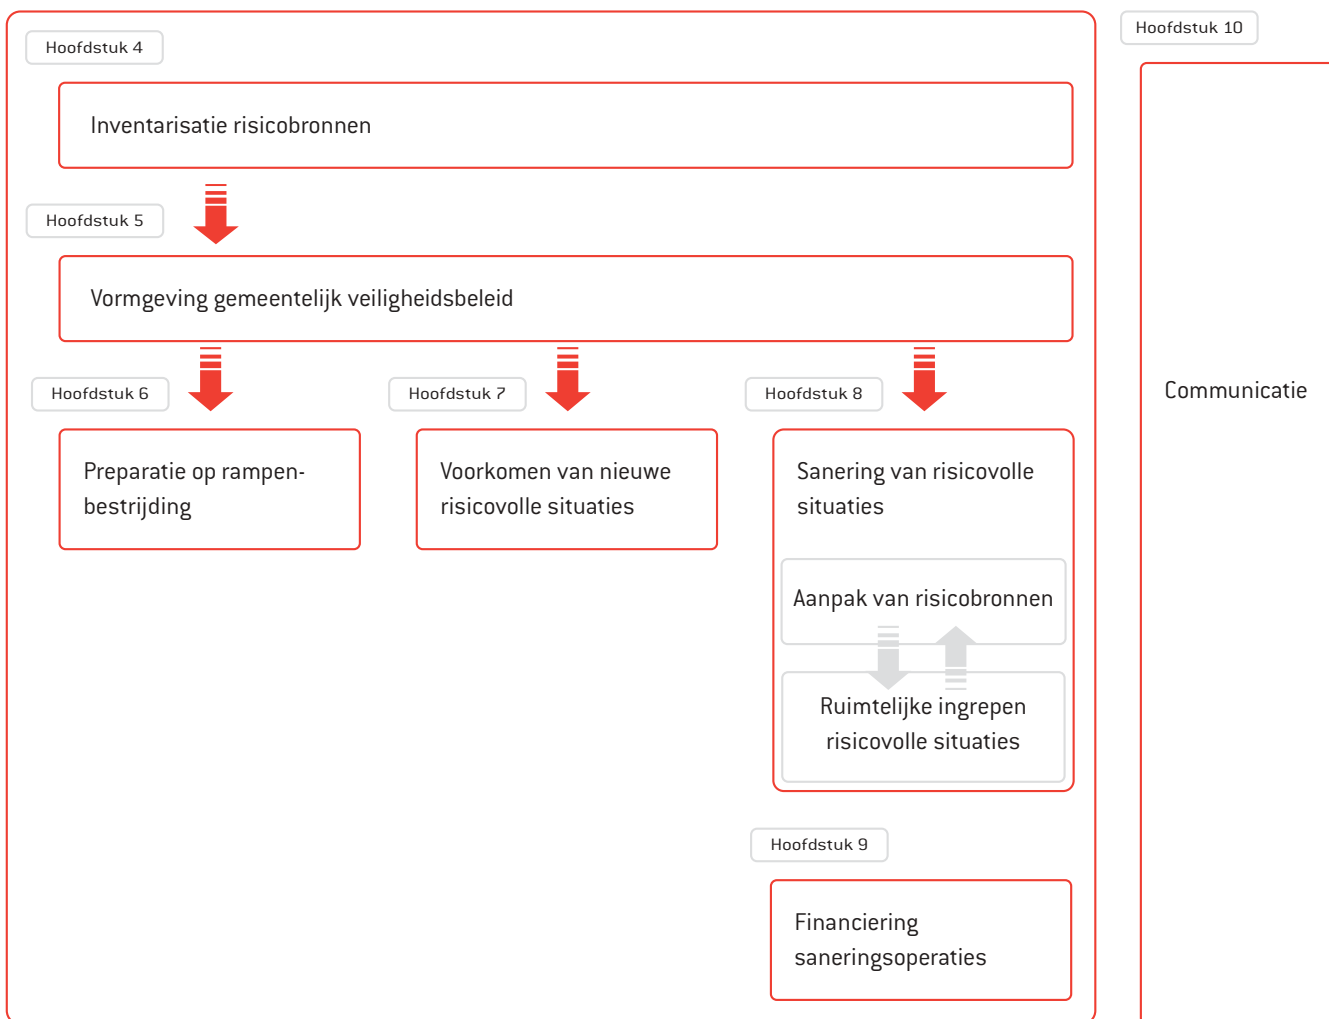 Hoofdstuk 4
Inventarisatie risicobronnen
Hoofdstuk 5
Vormgeving gemeentelijk veiligheidsbeleid
Hoofdstuk 6
Preparatie op rampen-
bestrijding
Hoofdstuk 7
Voorkomen van nieuwe
risicovolle situaties
Hoofdstuk 8
Sanering van risicovolle
situaties
Aanpak van risicobronnen
Ruimtelijke ingrepen
risicovolle situaties
Hoofdstuk 9
Financiering
saneringsoperaties
Hoofdstuk 10
Communicatie